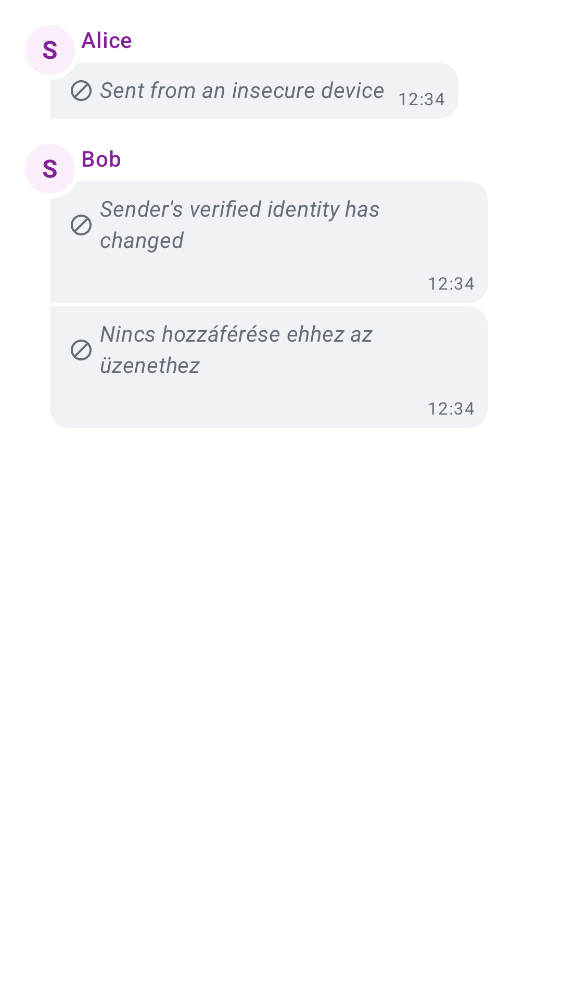 S
Alice
Sent from an insecure device 12:34
S
Bob
Sender's verified identity has
changed
12:34
Nincs hozzáférése ehhez az
üzenethez
12:34